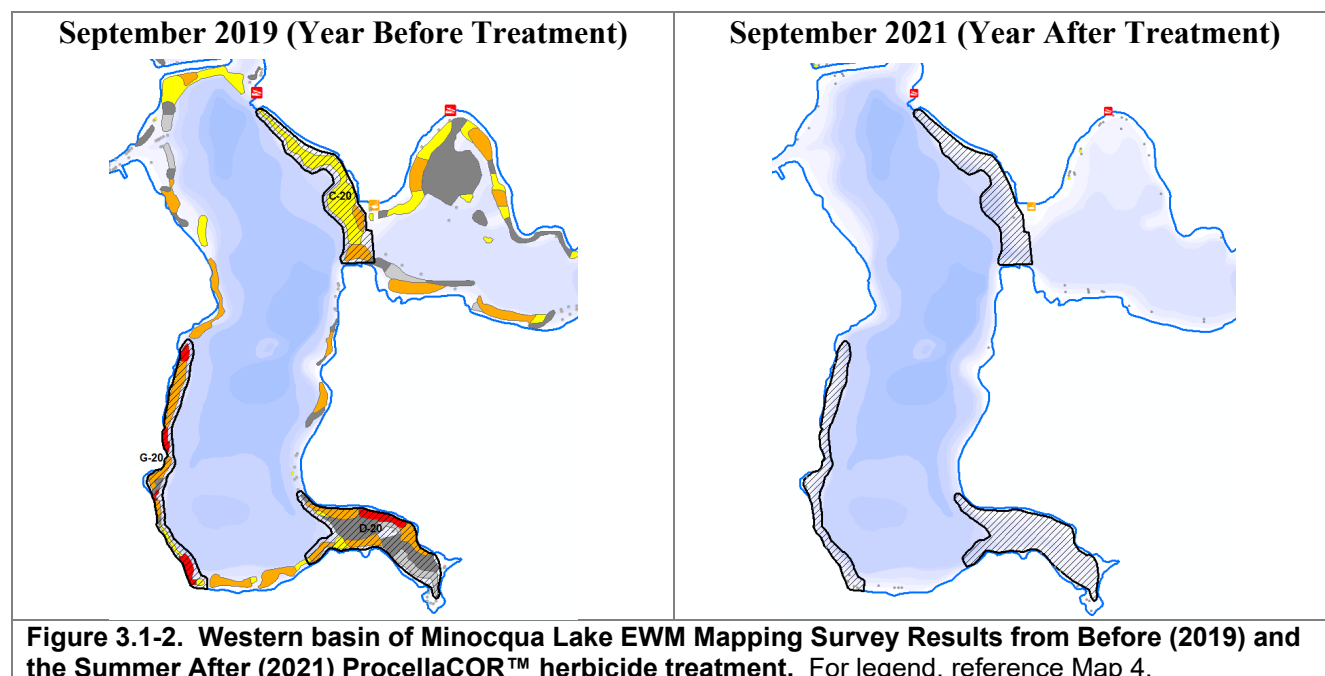 September 2019 (Year Before Treatment)
September 2021 (Year After Treatment)
C-20
G-20
D-20
Figure 3.1-2. Western basin of Minocqua Lake EWM Mapping Survey Results from Before (2019) and
the Summer After (2021) ProcellaCOR™ herbicide treatment. For legend, reference Map 4.